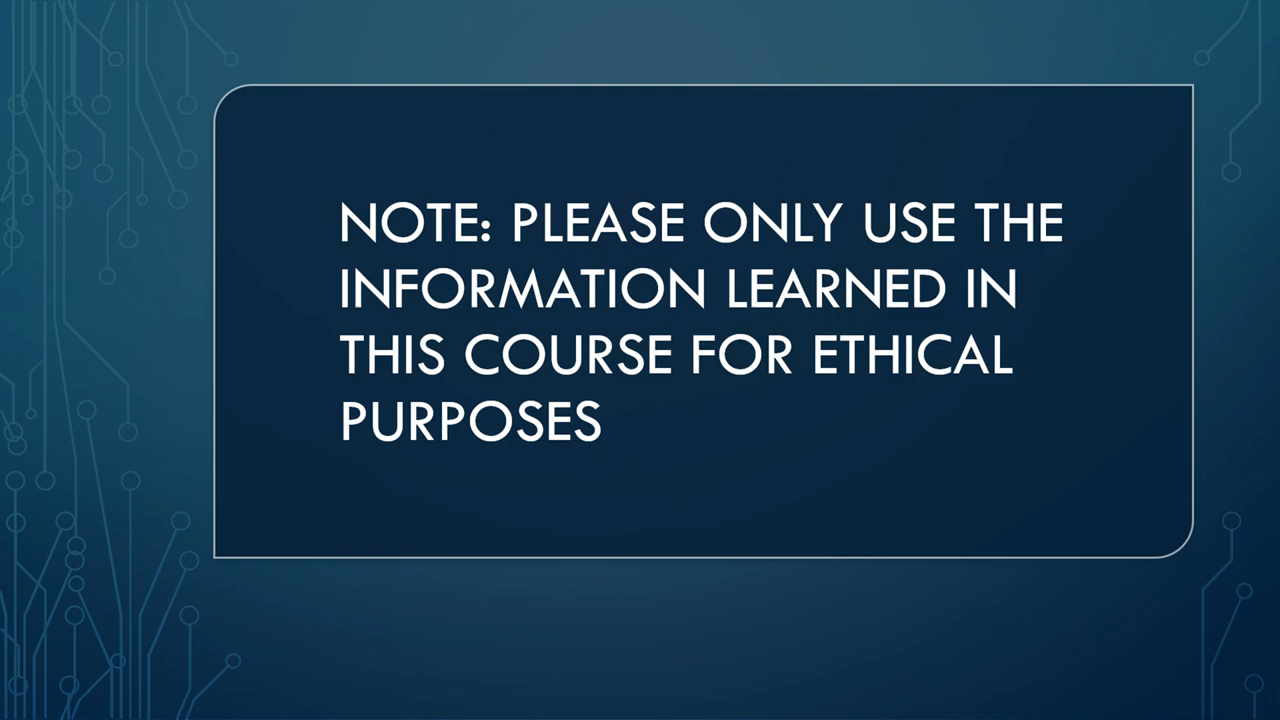 NOTE: PLEASE ONLY USE THE
INFORMATION LEARNED IN
THIS COURSE FOR ETHICAL
PURPOSES